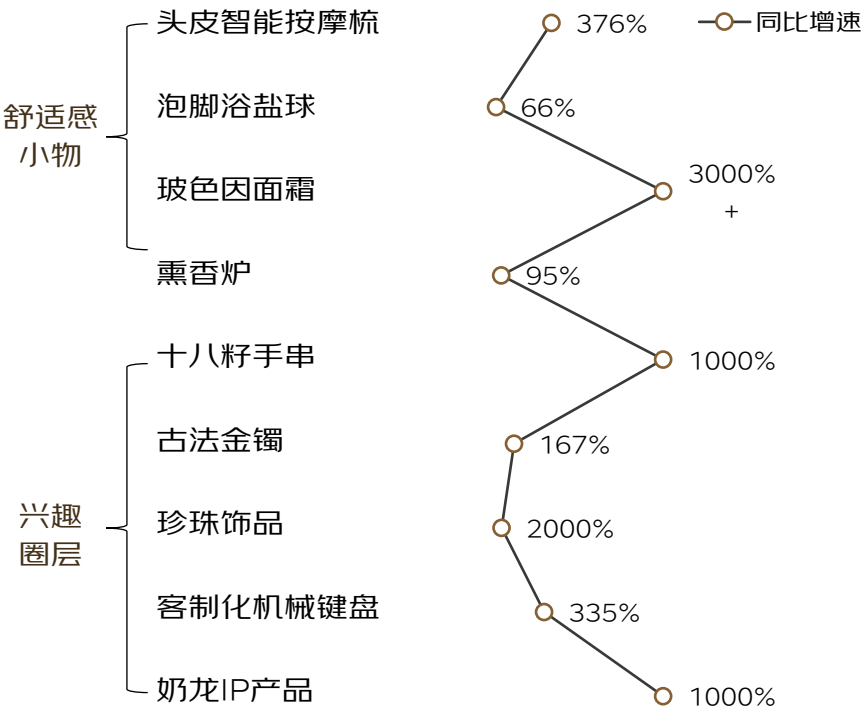 头皮智能按摩梳
376%
同比增速
泡脚浴盐球
66%
舒适感
小物
玻色因面霜
3000%
+
熏香炉
95%
十八籽手串
1000%
古法金镯
167%
兴趣
圈层
珍珠饰品
2000%
客制化机械键盘
335%
奶龙IP产品
1000%